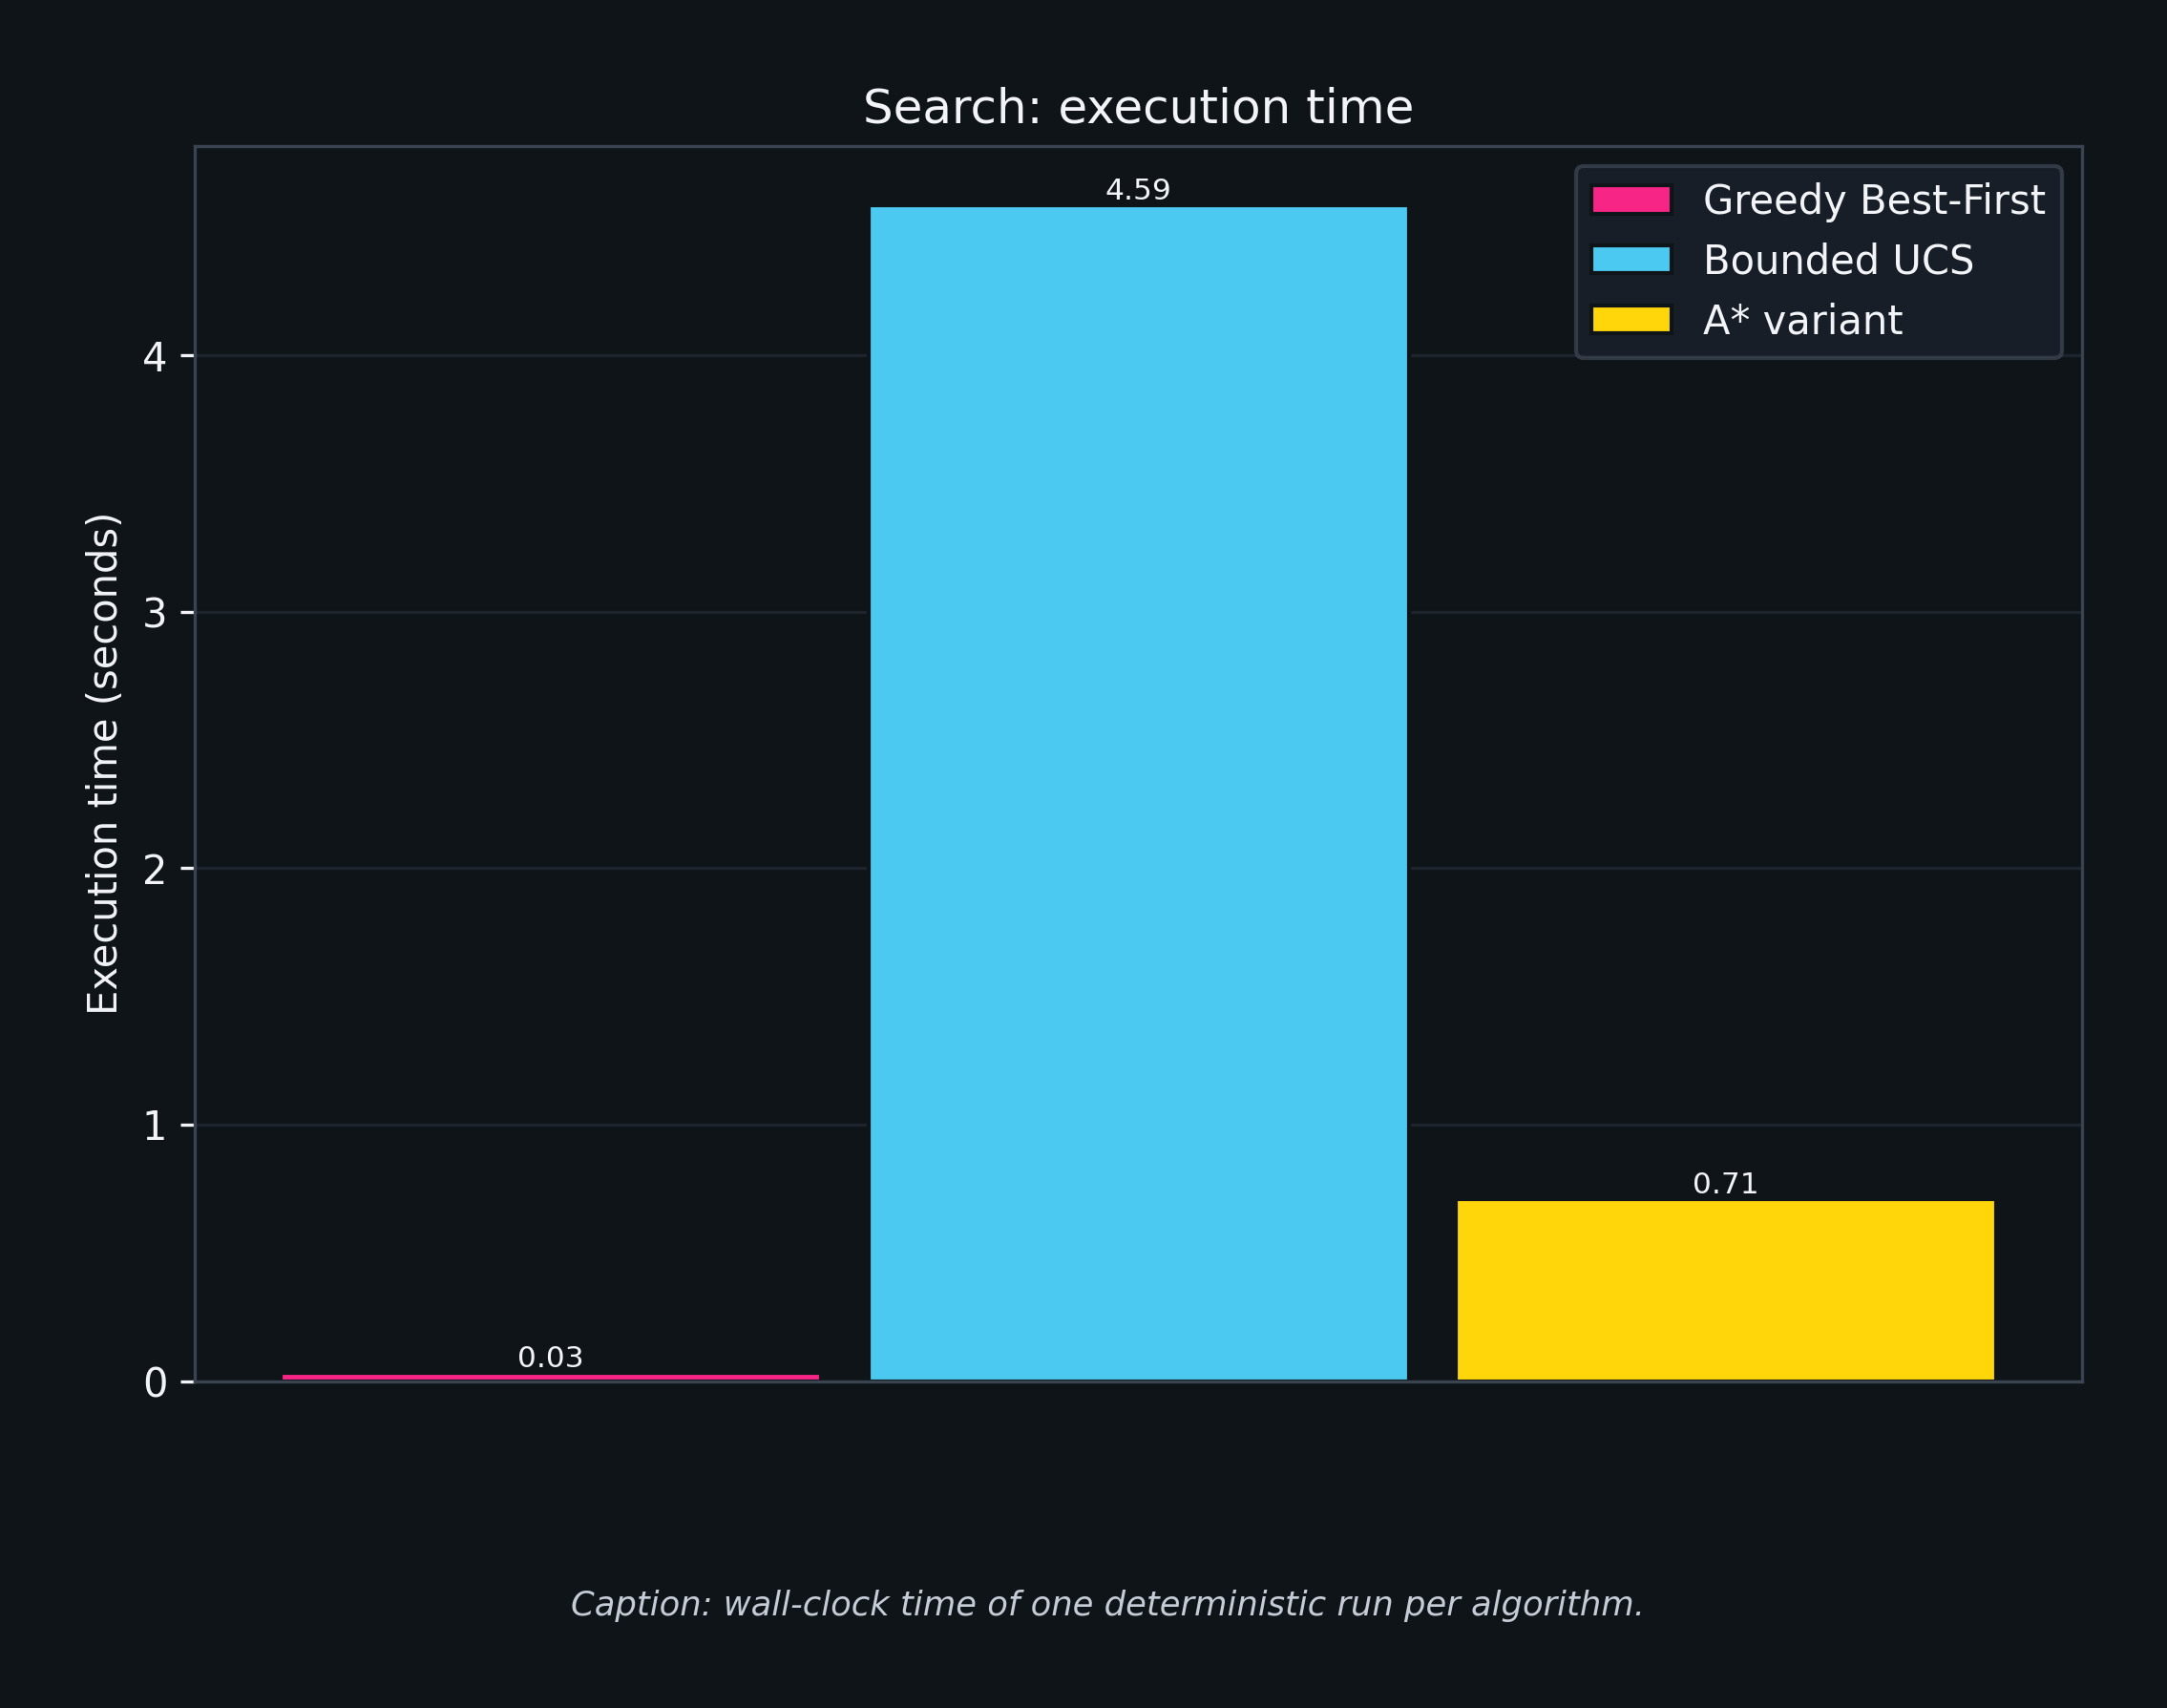 Search: execution time
4.59
Greedy Best-First
Bounded UCS
A* variant
4
3
2
1
0
Execution time (seconds)
0.71
0.03
Caption: wall-clock time of one deterministic run per algorithm.